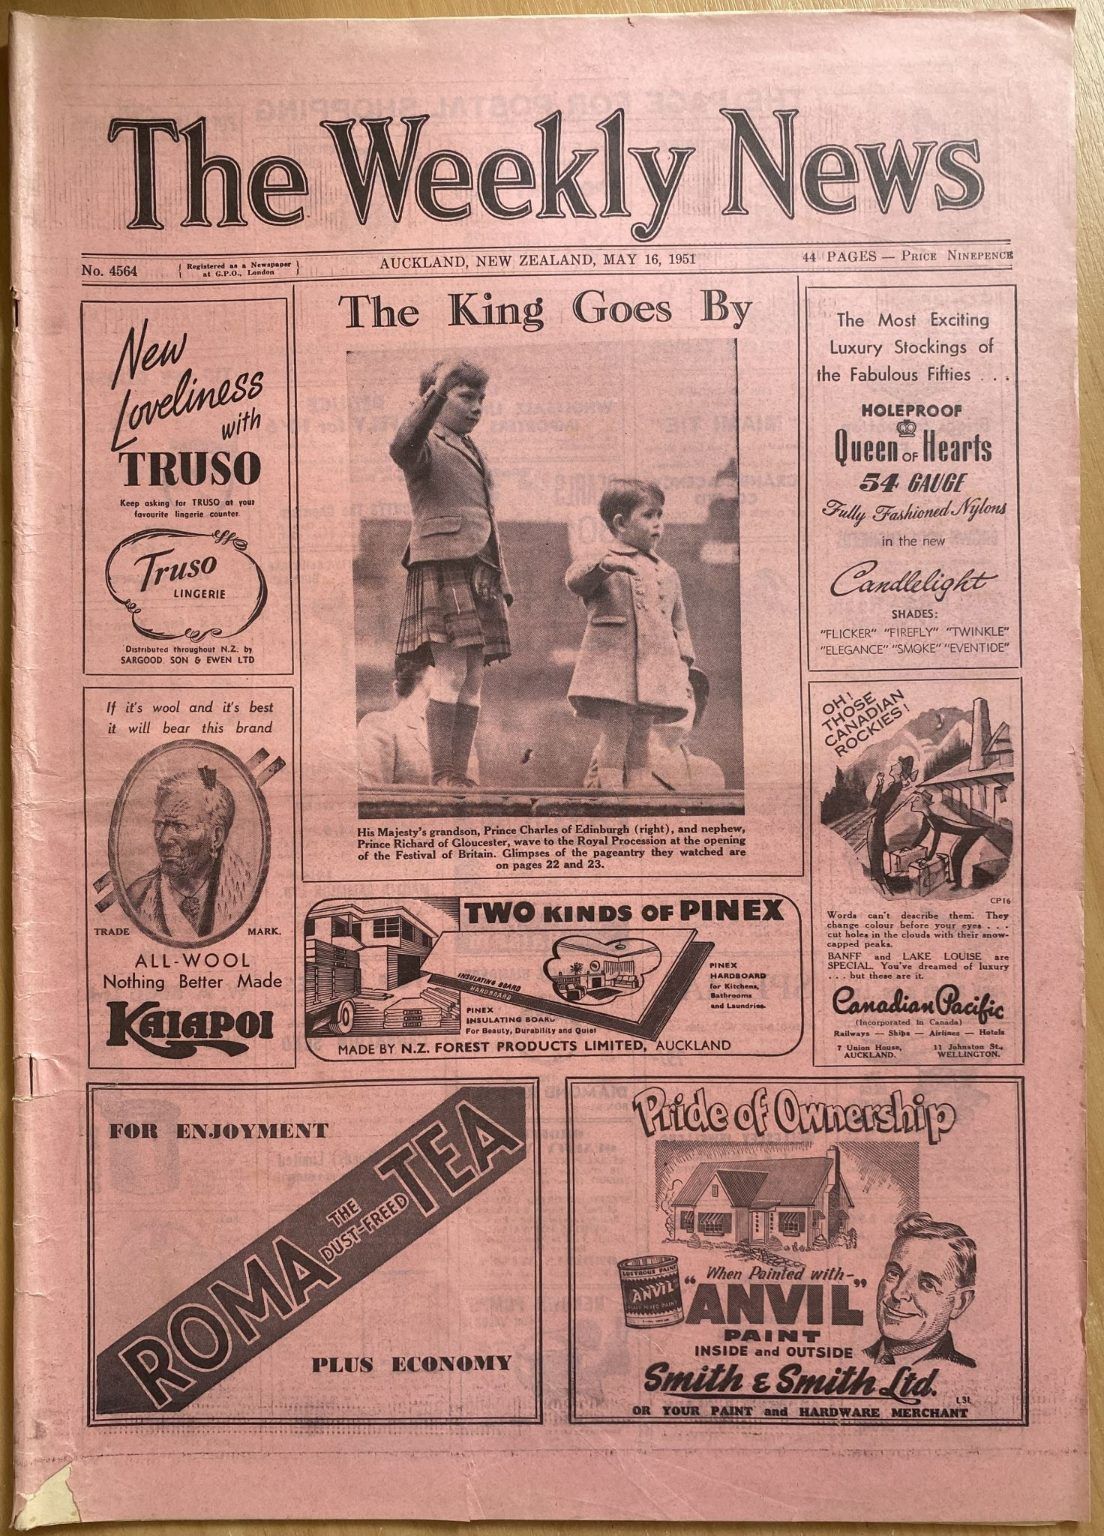 The Weekly News
No. 4564
{ Registered as a Newspaper at G.P.O., London }
AUCKLAND, NEW ZEALAND, MAY 16, 1951
44 PAGES — PRICE NINEPENCE
New
Loveliness
with
TRUSO
Keep asking for TRUSO at your
favourite lingerie counter.
Truso
LINGERIE
Distributed throughout N.Z. by
SARGOOD SON & EWEN LTD
If it's wool and it's best
it will bear this brand
TRADE MARK.
ALL-WOOL
Nothing Better Made
KAIAPOI
The King Goes By
His Majesty's grandson, Prince Charles of Edinburgh (right), and nephew,
Prince Richard of Gloucester, wave to the Royal Procession at the opening
of the Festival of Britain. Glimpses of the pageantry they watched are
on pages 22 and 23.
TWO KINDS OF PINEX
INSULATING BOARD
HARDBOARD
PINEX
HARDBOARD
for Kitchens,
Bathrooms
and Laundries.
PINEX
INSULATING BOARD
For Beauty, Durability and Quiet
MADE BY N.Z. FOREST PRODUCTS LIMITED, AUCKLAND
The Most Exciting
Luxury Stockings of
the Fabulous Fifties . . .
HOLEPROOF
Queen OF Hearts
54 GAUGE
Fully Fashioned Nylons
in the new
Candlelight
SHADES:
"FLICKER" "FIREFLY" "TWINKLE"
"ELEGANCE" "SMOKE" "EVENTIDE"
OH!
THOSE
CANADIAN
ROCKIES!
CP16
Words can't describe them. They
change colour before your eyes . . .
cut holes in the clouds with their snow-
capped peaks.
BANFF and LAKE LOUISE are
SPECIAL. You've dreamed of luxury
. . . but these are it.
Canadian Pacific
(Incorporated in Canada)
Railways — Ships — Airlines — Hotels
7 Union House, AUCKLAND.
11 Johnston St., WELLINGTON.
FOR ENJOYMENT
ROMA THE DUST-FREED TEA
PLUS ECONOMY
Pride of Ownership
When Painted with-
LUSTROUS PAINT
ANVIL
"ANVIL"
PAINT
INSIDE and OUTSIDE
Smith & Smith Ltd.
L31.
OR YOUR PAINT and HARDWARE MERCHANT